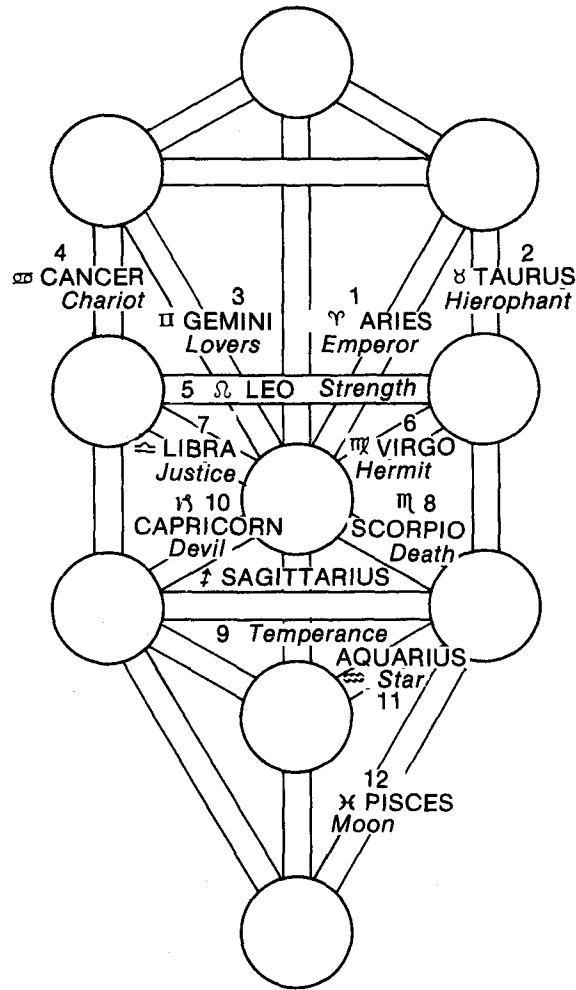 4
♋ CANCER
Chariot
2
♉ TAURUS
Hierophant
3
♊ GEMINI
Lovers
1
♈ ARIES
Emperor
5 ♌ LEO Strength
7
♎ LIBRA
Justice
6
♍ VIRGO
Hermit
♑ 10
CAPRICORN
Devil
♏ 8
SCORPIO
Death
♐ SAGITTARIUS
9 Temperance
AQUARIUS
♒ Star
11
12
♓ PISCES
Moon